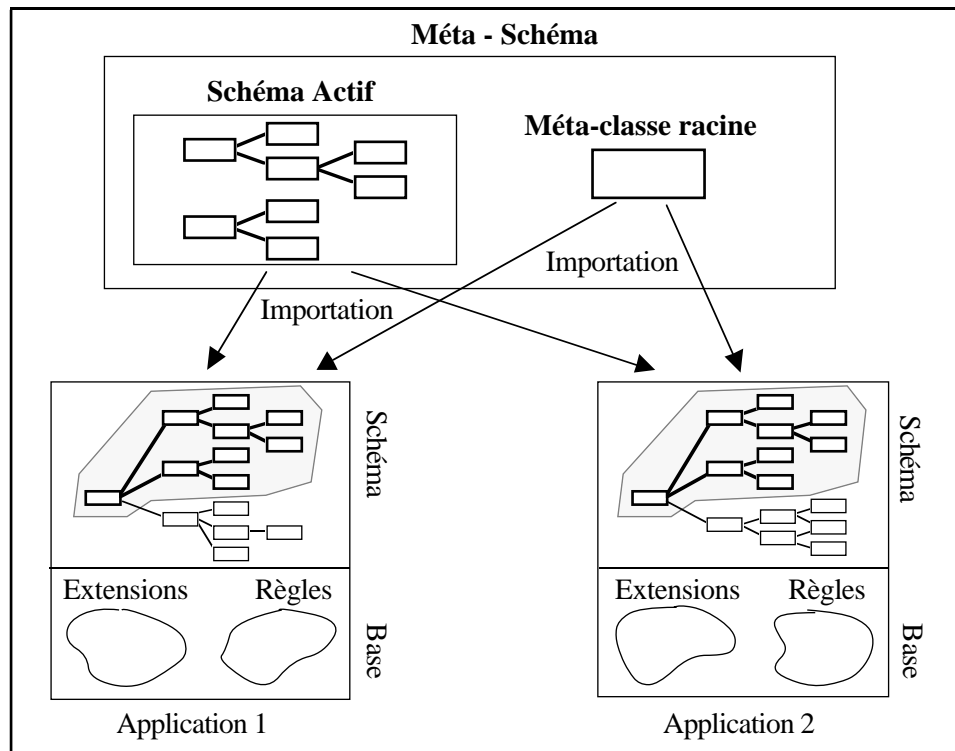 Méta - Schéma
Schéma Actif
Méta-classe racine
Importation
Importation
Schéma
Schéma
Extensions
Règles
Base
Extensions
Règles
Base
Application 1
Application 2